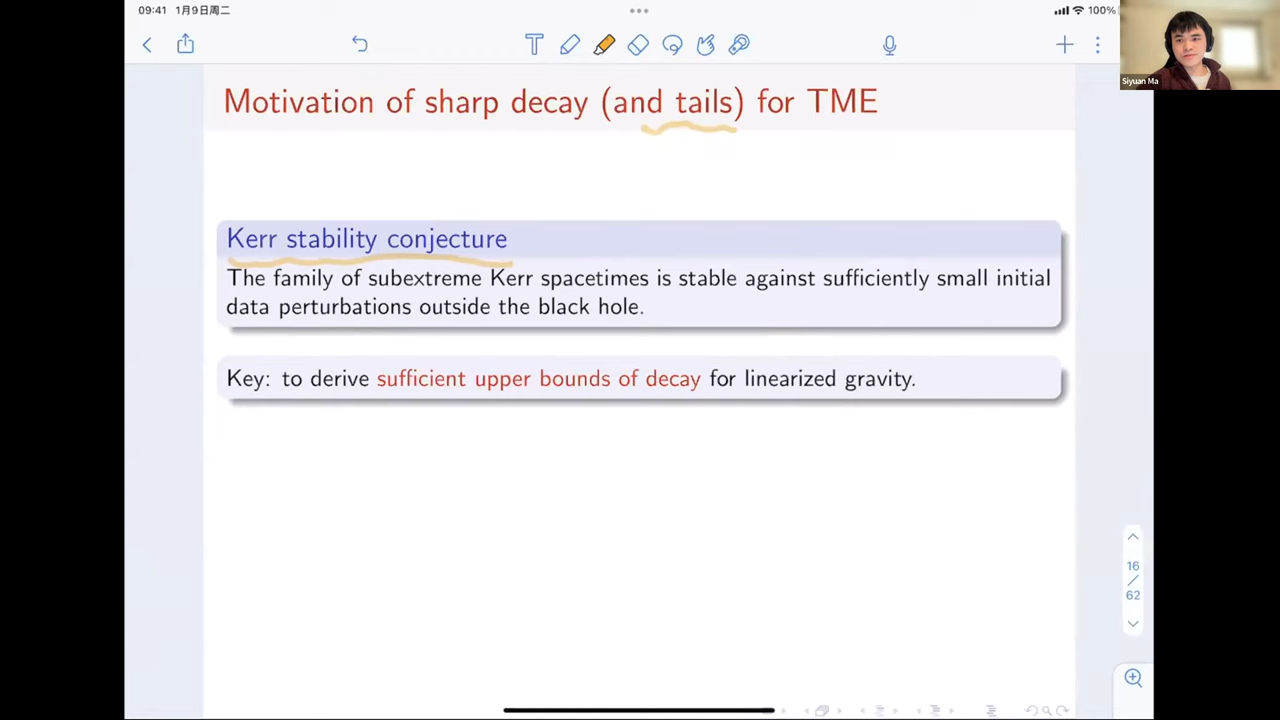 09:41 1月9日周二
100%
Siyuan Ma
Motivation of sharp decay (and tails) for TME
Kerr stability conjecture
The family of subextreme Kerr spacetimes is stable against sufficiently small initial
data perturbations outside the black hole.
Key: to derive sufficient upper bounds of decay for linearized gravity.
16
/
62